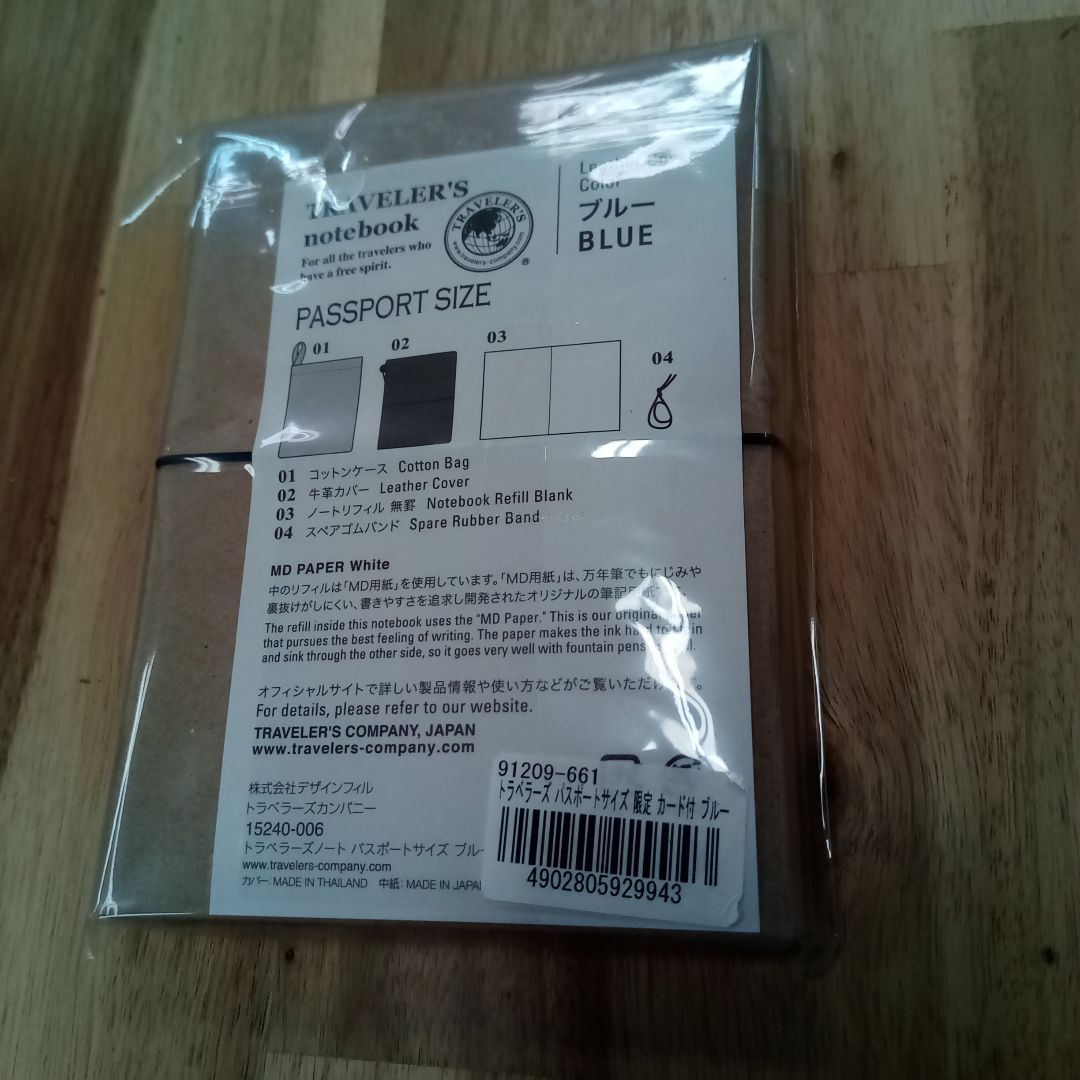 TRAVELER'S
notebook
For all the travelers who
have a free spirit.
TRAVELER'S
www.travelers-company.com
®
Color
ブルー
BLUE
PASSPORT SIZE
01
02
03
04
01 コットンケース Cotton Bag
02 牛革カバー Leather Cover
03 ノートリフィル 無罫 Notebook Refill Blank
04 スペアゴムバンド Spare Rubber Band
MD PAPER White
中のリフィルは「MD用紙」を使用しています。「MD用紙」は、万年筆でもにじみや
裏抜けがしにくい、書きやすさを追求し開発されたオリジナルの筆記用紙
The refill inside this notebook uses the "MD Paper." This is our original
that pursues the best feeling of writing. The paper makes the ink hard to
and sink through the other side, so it goes very well with fountain pens
オフィシャルサイトで詳しい製品情報や使い方などがご覧いただけ
For details, please refer to our website.
TRAVELER'S COMPANY, JAPAN
www.travelers-company.com
株式会社デザインフィル
トラベラーズカンパニー
15240-006
トラベラーズノート パスポートサイズ ブルー
www.travelers-company.com
カバー:MADE IN THAILAND 中紙:MADE IN JAPAN
91209-661
トラベラーズ パスポートサイズ 限定 カード付 ブルー
4902805929943